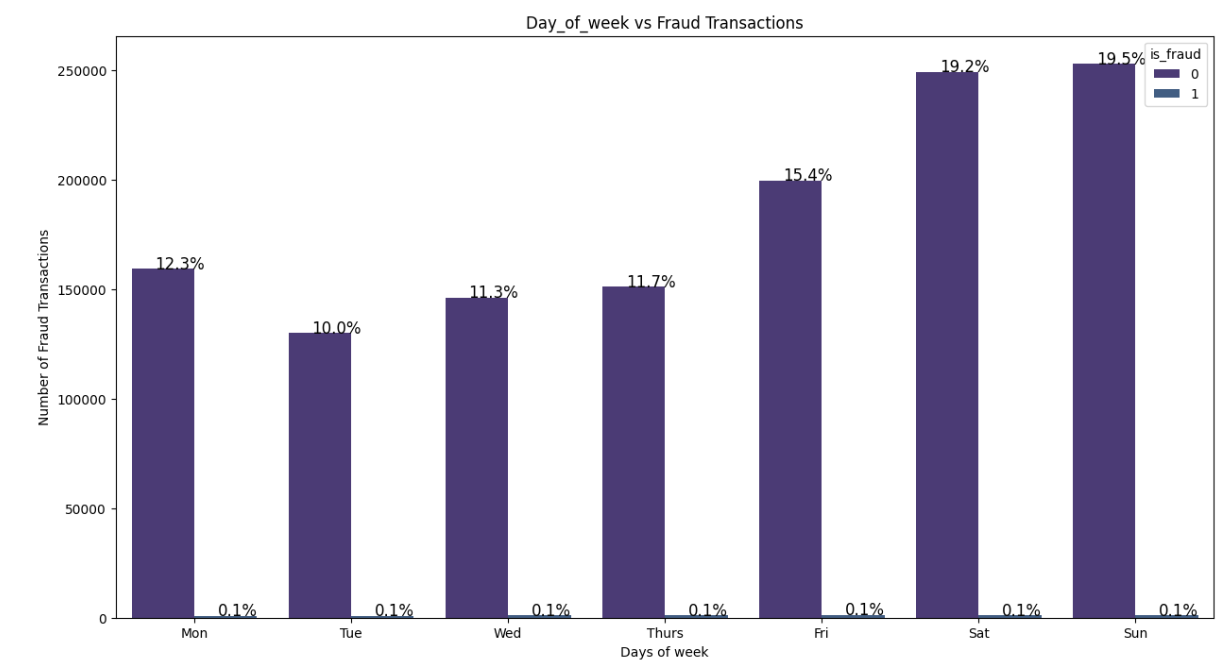 Day_of_week vs Fraud Transactions
is_fraud
0
1
Number of Fraud Transactions
250000
200000
150000
100000
50000
0
12.3%
10.0%
11.3%
11.7%
15.4%
19.2%
19.5%
0.1%
0.1%
0.1%
0.1%
0.1%
0.1%
0.1%
Mon
Tue
Wed
Thurs
Fri
Sat
Sun
Days of week